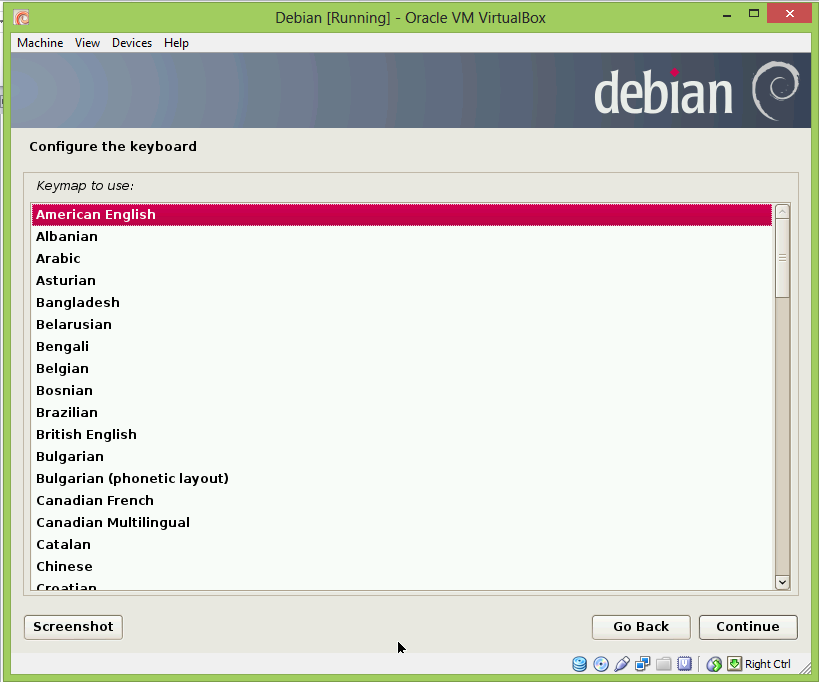 Debian [Running] - Oracle VM VirtualBox
Machine View Devices Help
debian
Configure the keyboard
Keymap to use:
American English
Albanian
Arabic
Asturian
Bangladesh
Belarusian
Bengali
Belgian
Bosnian
Brazilian
British English
Bulgarian
Bulgarian (phonetic layout)
Canadian French
Canadian Multilingual
Catalan
Chinese
Croatian
Screenshot Go Back Continue
Right Ctrl